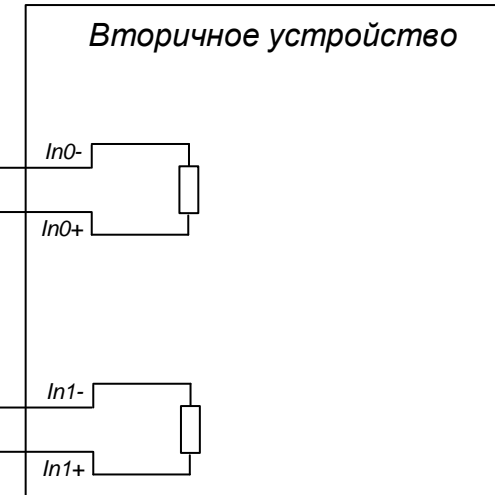 Вторичное устройство
In0-
In0+
In1-
In1+